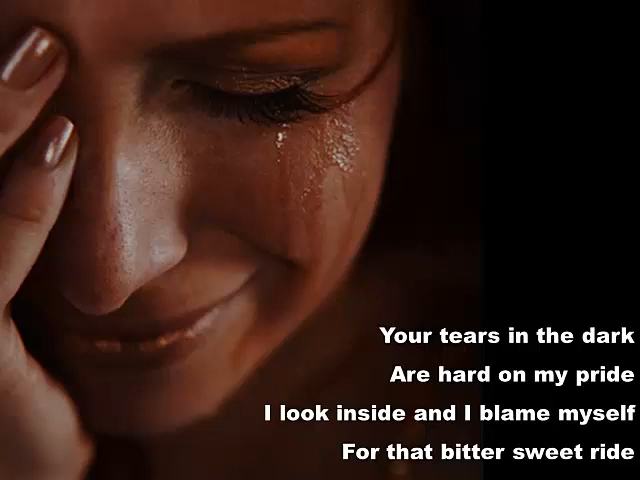 Your tears in the dark
Are hard on my pride
I look inside and I blame myself
For that bitter sweet ride